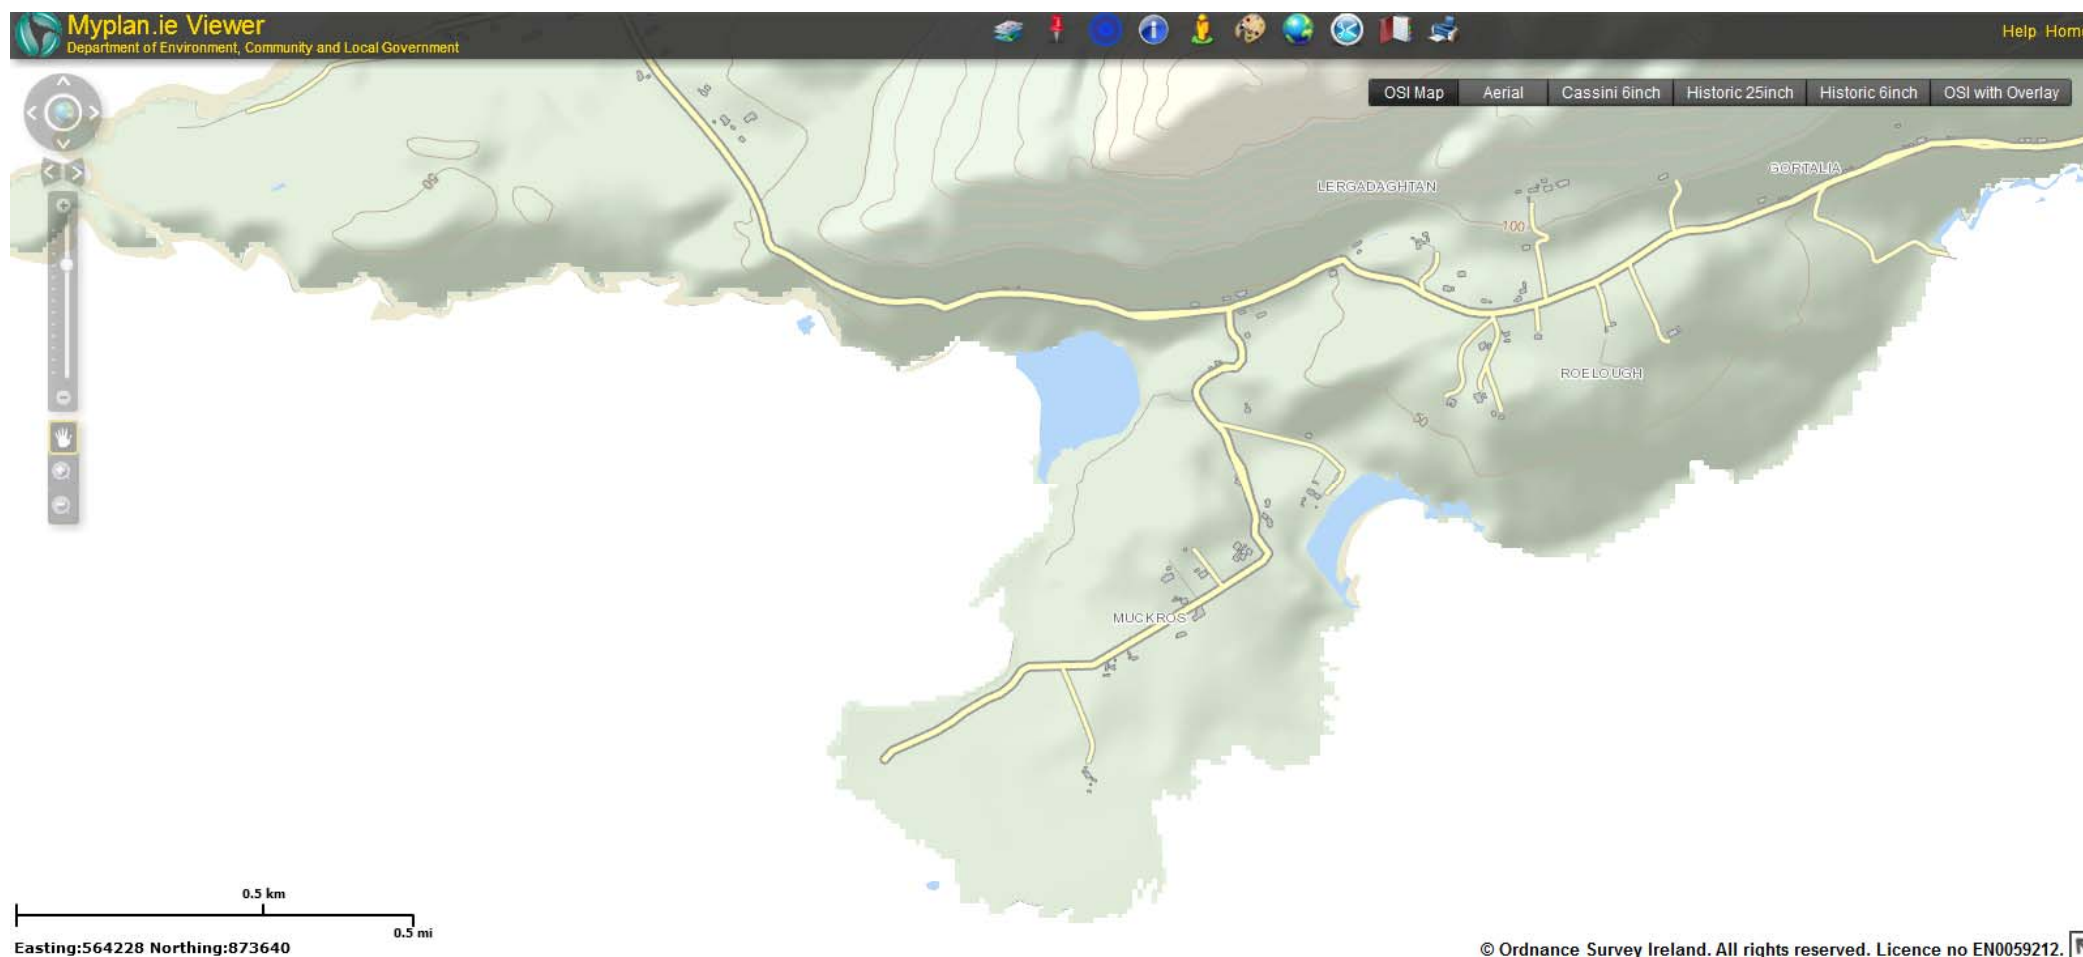 Myplan.ie Viewer
Department of Environment, Community and Local Government
Help Home
OSI Map Aerial Cassini 6inch Historic 25inch Historic 6inch OSI with Overlay
GORTALIA
50
LERGADAGHTAN
100
ROELOUGH
50
MUCKROS
0.5 km
0.5 mi
Easting:564228 Northing:873640
© Ordnance Survey Ireland. All rights reserved. Licence no EN0059212.